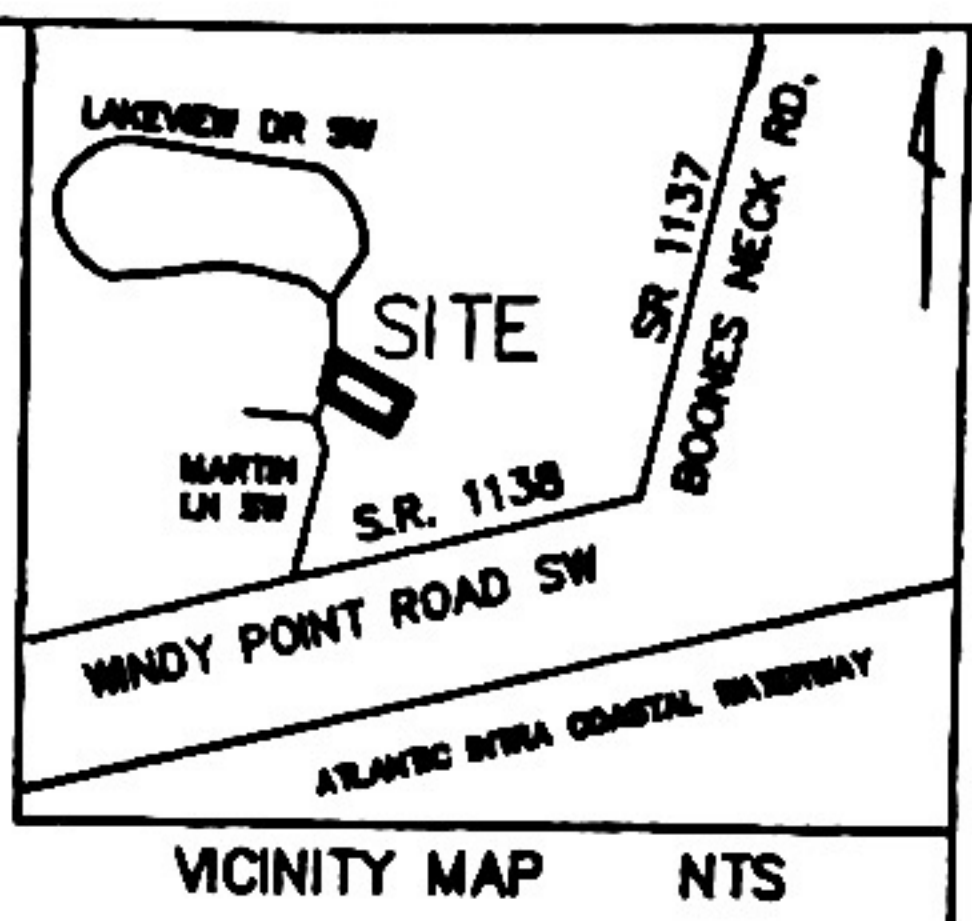 LAKEVIEW DR SW
SR 1137
BOONES NECK RD.
SITE
MARTIN
LN SW
S.R. 1138
WINDY POINT ROAD SW
ATLANTIC INTRA COASTAL WATERWAY
VICINITY MAP NTS